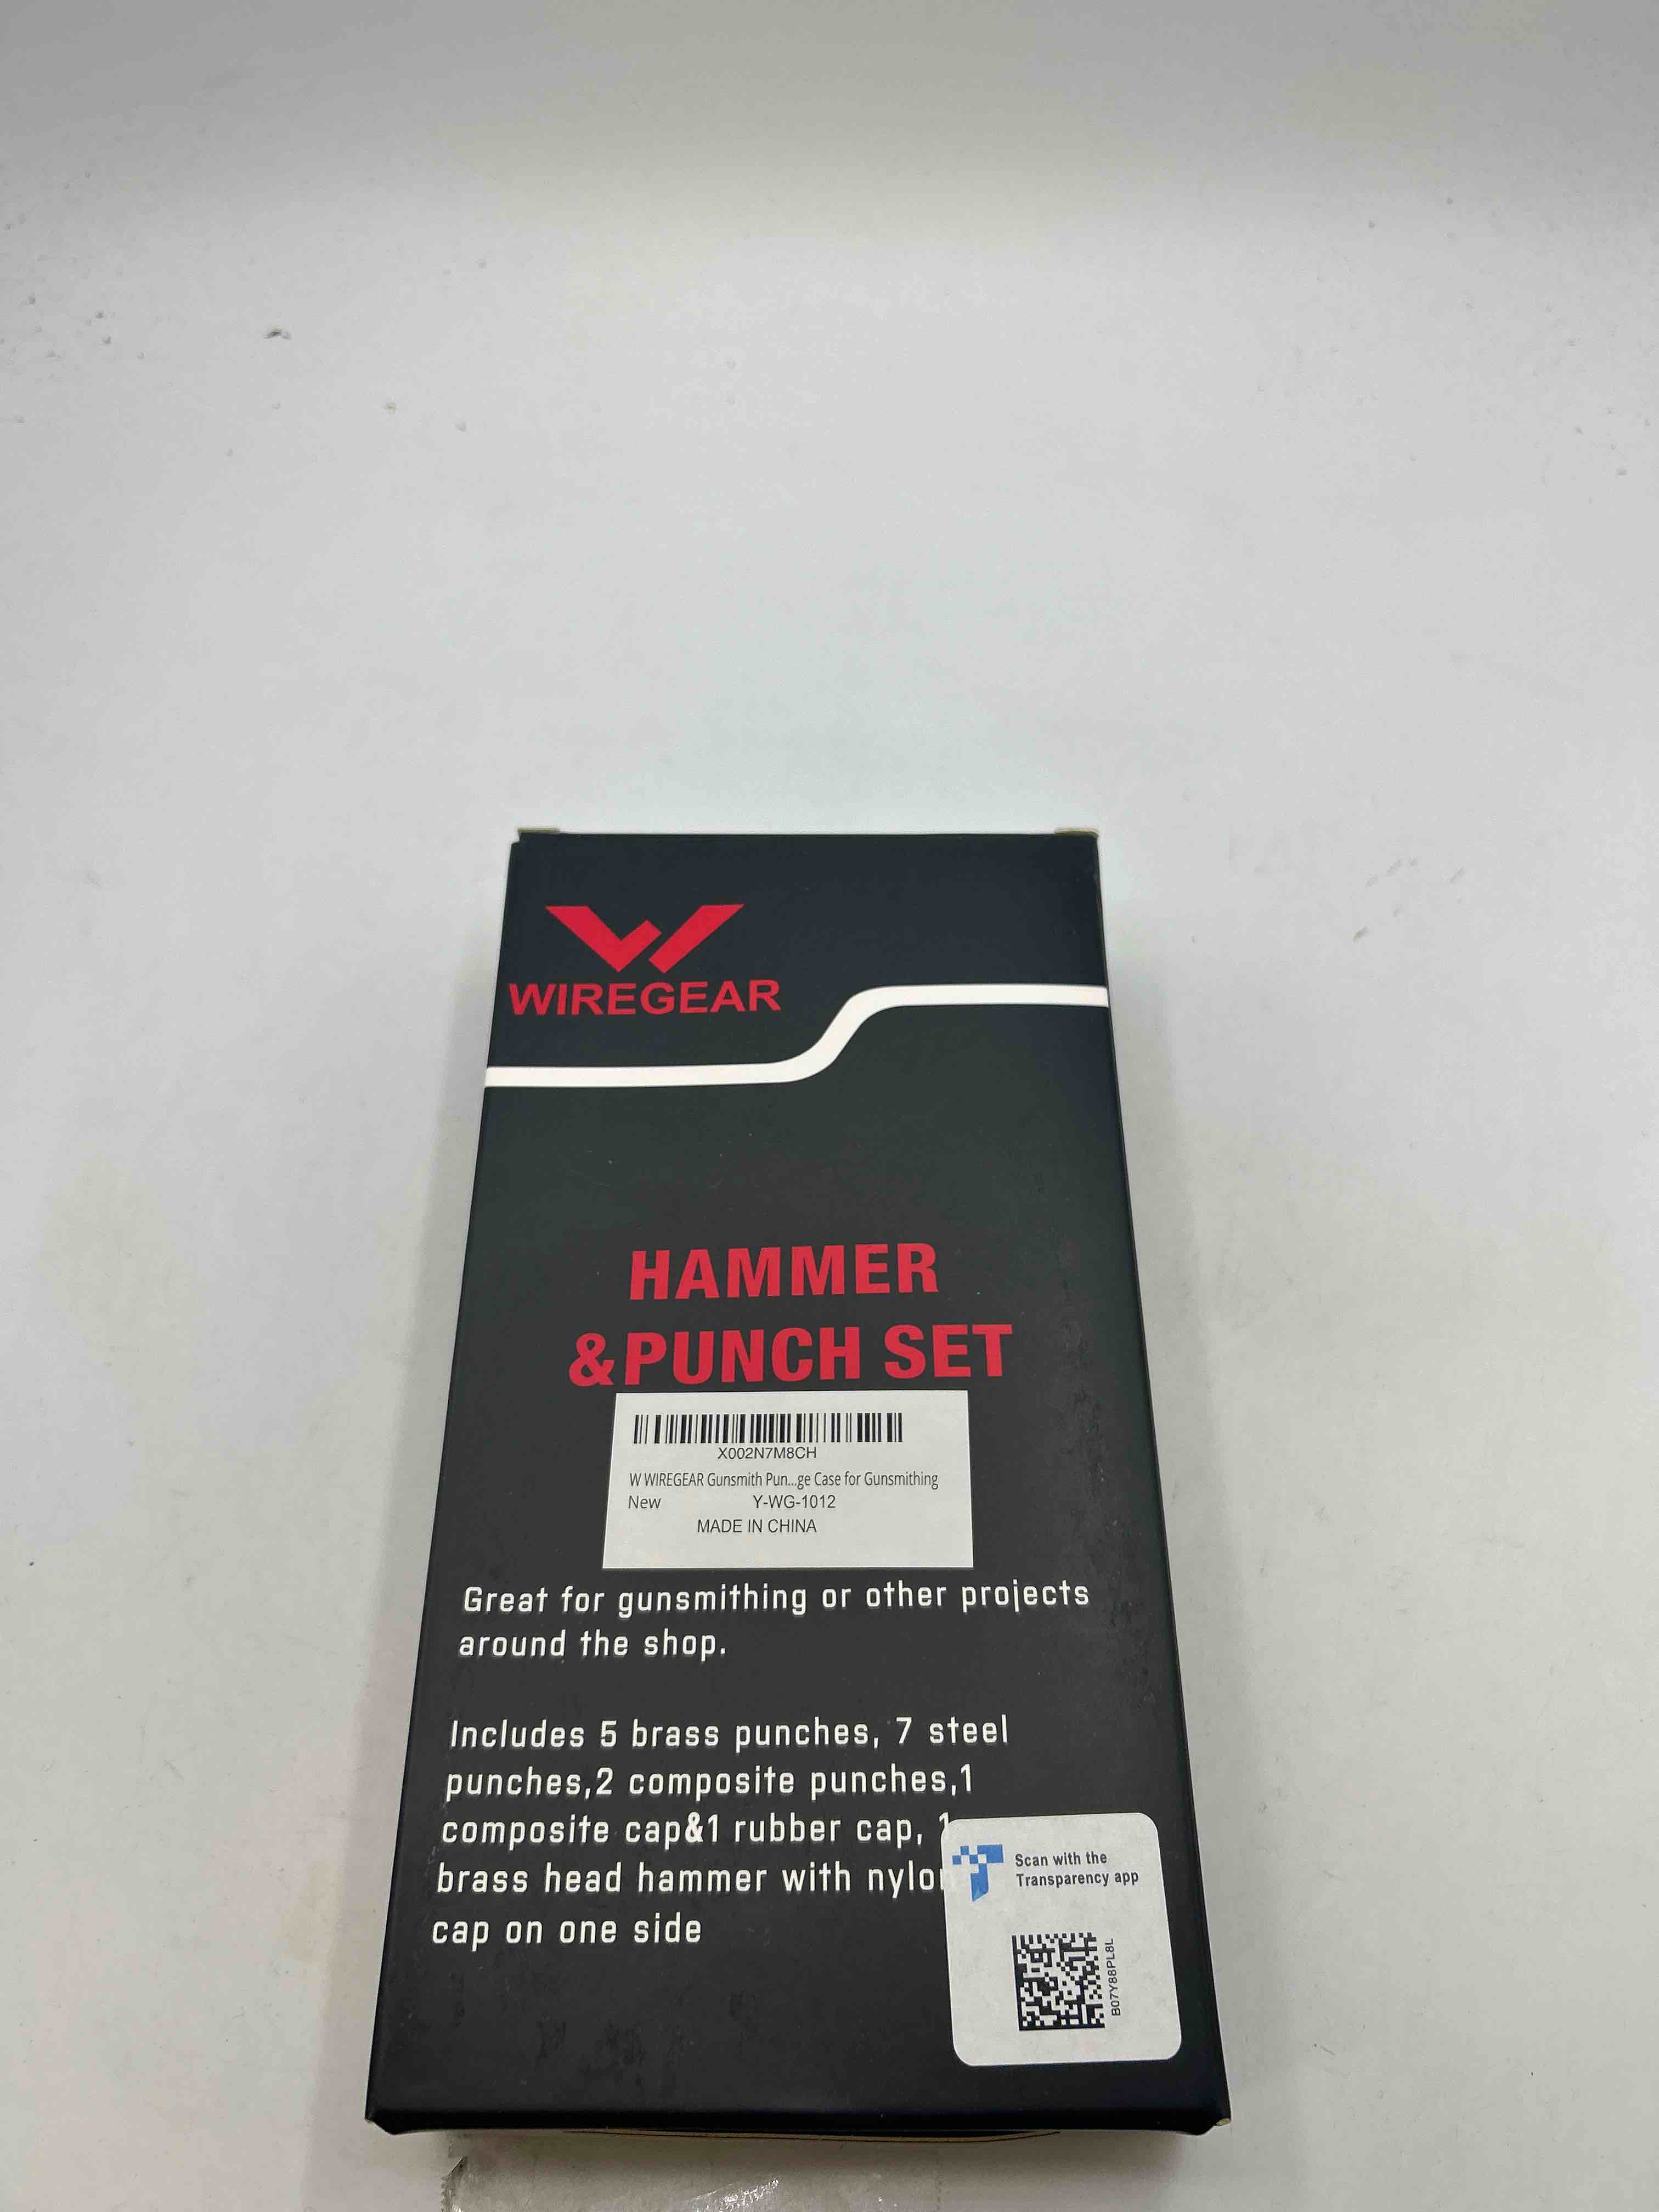 WIREGEAR
HAMMER
&PUNCH SET
X002N7M8CH
W WIREGEAR Gunsmith Pun...ge Case for Gunsmithing
New Y-WG-1012
MADE IN CHINA
Great for gunsmithing or other projects
around the shop.
Includes 5 brass punches, 7 steel
punches,2 composite punches,1
composite cap&1 rubber cap, 1
brass head hammer with nylon
cap on one side
Scan with the
Transparency app
B07Y88PL8L